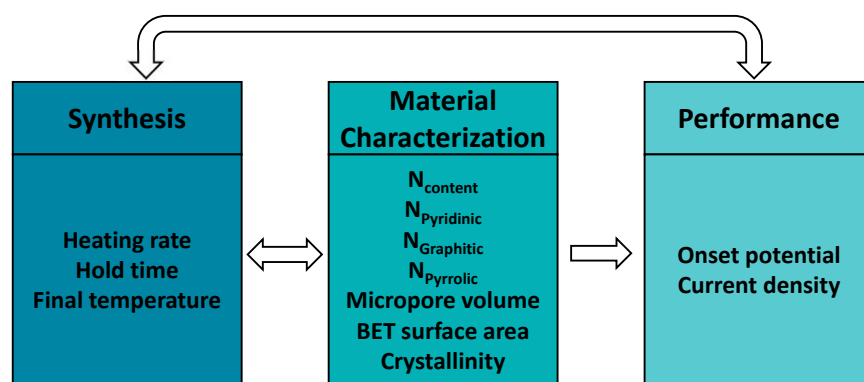 Synthesis
Heating rate
Hold time
Final temperature
Material
Characterization
N_content
N_Pyridinic
N_Graphitic
N_Pyrrolic
Micropore volume
BET surface area
Crystallinity
Performance
Onset potential
Current density